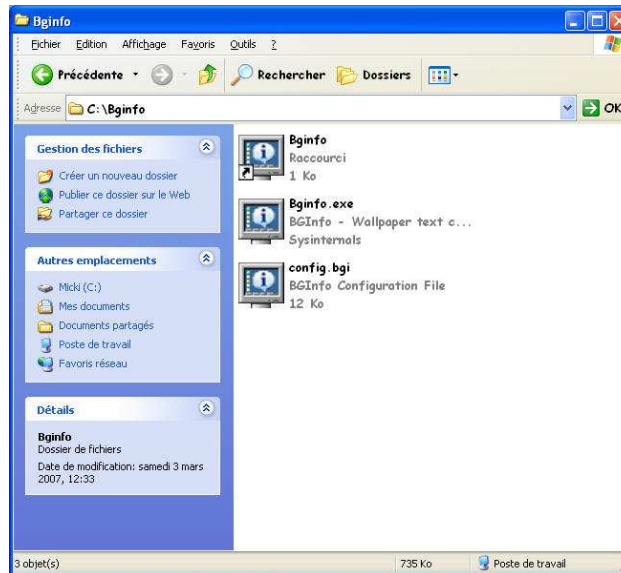 Bginfo
Fichier Edition Affichage Favoris Outils ?
Précédente Rechercher Dossiers
Adresse C:\Bginfo OK
Gestion des fichiers
Créer un nouveau dossier
Publier ce dossier sur le Web
Partager ce dossier
Autres emplacements
Micki (C:)
Mes documents
Documents partagés
Poste de travail
Favoris réseau
Détails
Bginfo
Dossier de fichiers
Date de modification: samedi 3 mars
2007, 12:33
Bginfo
Raccourci
1 Ko
Bginfo.exe
BGInfo - Wallpaper text c...
Sysinternals
config.bgi
BGInfo Configuration File
12 Ko
3 objet(s) 735 Ko Poste de travail